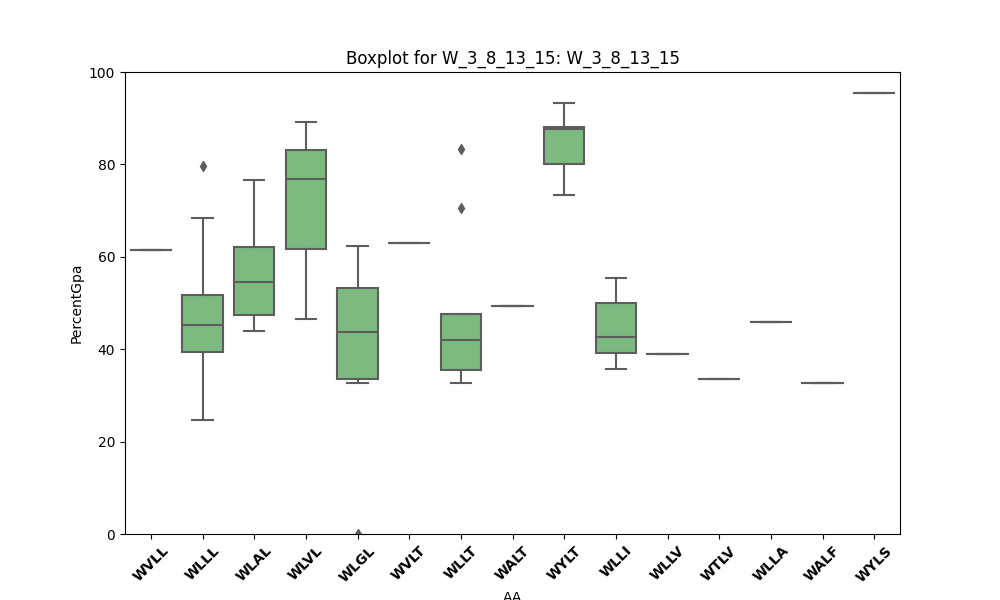 Boxplot for W_3_8_13_15: W_3_8_13_15
100
80
60
40
20
0
PercentGpa
WVLL
WLLL
WLAL
WLVL
WLGL
WVLT
WLLT
WALT
WYLT
WLLI
WLLV
WTLV
WLLA
WALF
WYLS
AA